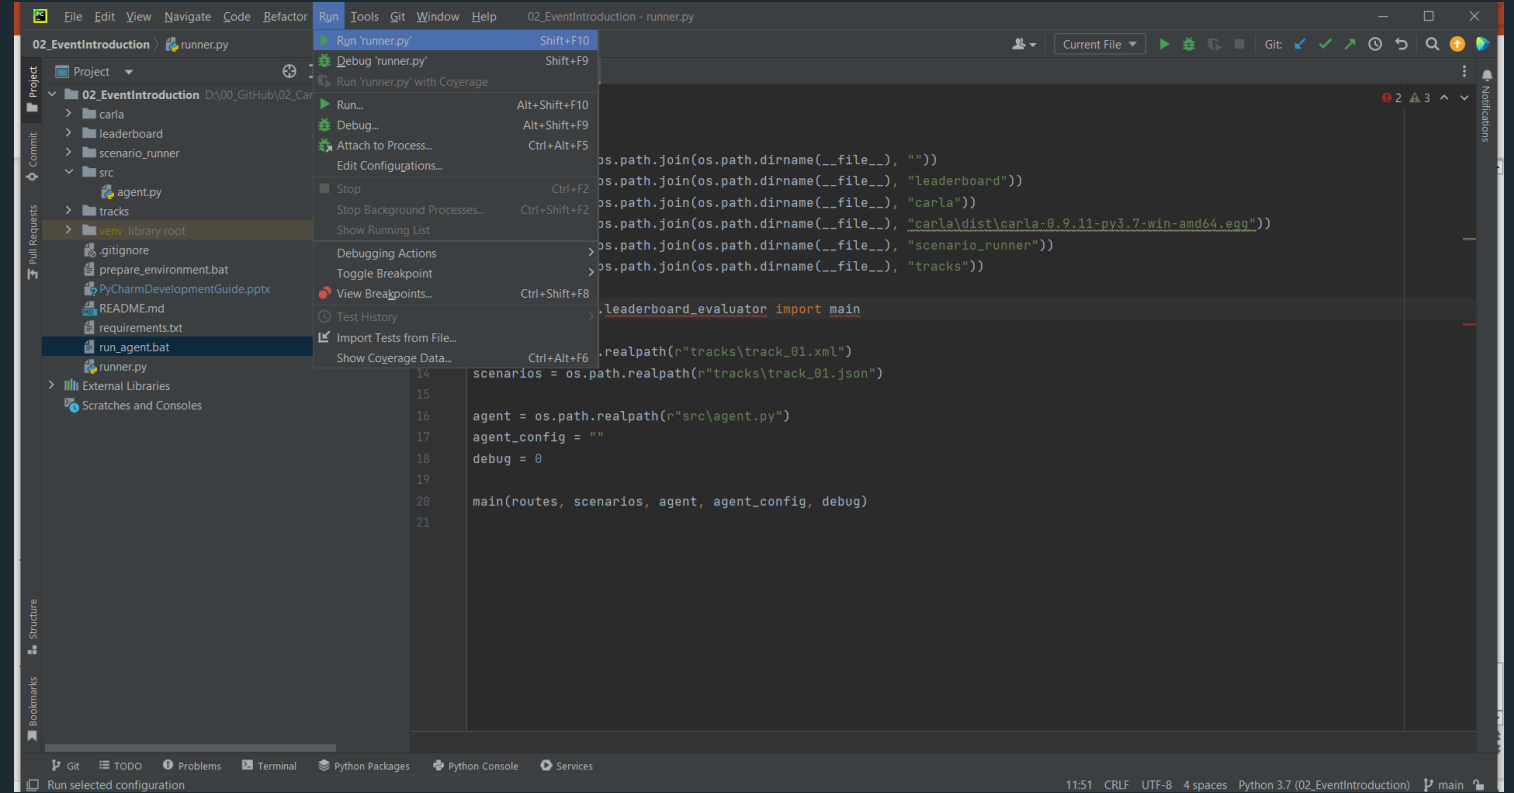 PC File Edit View Navigate Code Refactor Run Tools Git Window Help 02_EventIntroduction - runner.py
02_EventIntroduction runner.py
Current File Git:
Project
Project
02_EventIntroduction D:\00_GitHub\02_Car
carla
leaderboard
scenario_runner
src
agent.py
tracks
venv library root
.gitignore
prepare_environment.bat
PyCharmDevelopmentGuide.pptx
README.md
requirements.txt
run_agent.bat
runner.py
External Libraries
Scratches and Consoles
Commit
Pull Requests
Structure
Bookmarks
Run 'runner.py' Shift+F10
Debug 'runner.py' Shift+F9
Run 'runner.py' with Coverage
Run... Alt+Shift+F10
Debug... Alt+Shift+F9
Attach to Process... Ctrl+Alt+F5
Edit Configurations...
Stop Ctrl+F2
Stop Background Processes... Ctrl+Shift+F2
Show Running List
Debugging Actions
Toggle Breakpoint
View Breakpoints... Ctrl+Shift+F8
Test History
Import Tests from File...
Show Coverage Data... Ctrl+Alt+F6
2 3
Notifications
os.path.join(os.path.dirname(__file__), ""))
os.path.join(os.path.dirname(__file__), "leaderboard"))
os.path.join(os.path.dirname(__file__), "carla"))
os.path.join(os.path.dirname(__file__), "carla\dist\carla-0.9.11-py3.7-win-amd64.egg"))
os.path.join(os.path.dirname(__file__), "scenario_runner"))
os.path.join(os.path.dirname(__file__), "tracks"))
.leaderboard_evaluator import main
.realpath(r"tracks\track_01.xml")
14 scenarios = os.path.realpath(r"tracks\track_01.json")
15
16 agent = os.path.realpath(r"src\agent.py")
17 agent_config = ""
18 debug = 0
19
20 main(routes, scenarios, agent, agent_config, debug)
21
Git TODO Problems Terminal Python Packages Python Console Services
Run selected configuration 11:51 CRLF UTF-8 4 spaces Python 3.7 (02_EventIntroduction) main